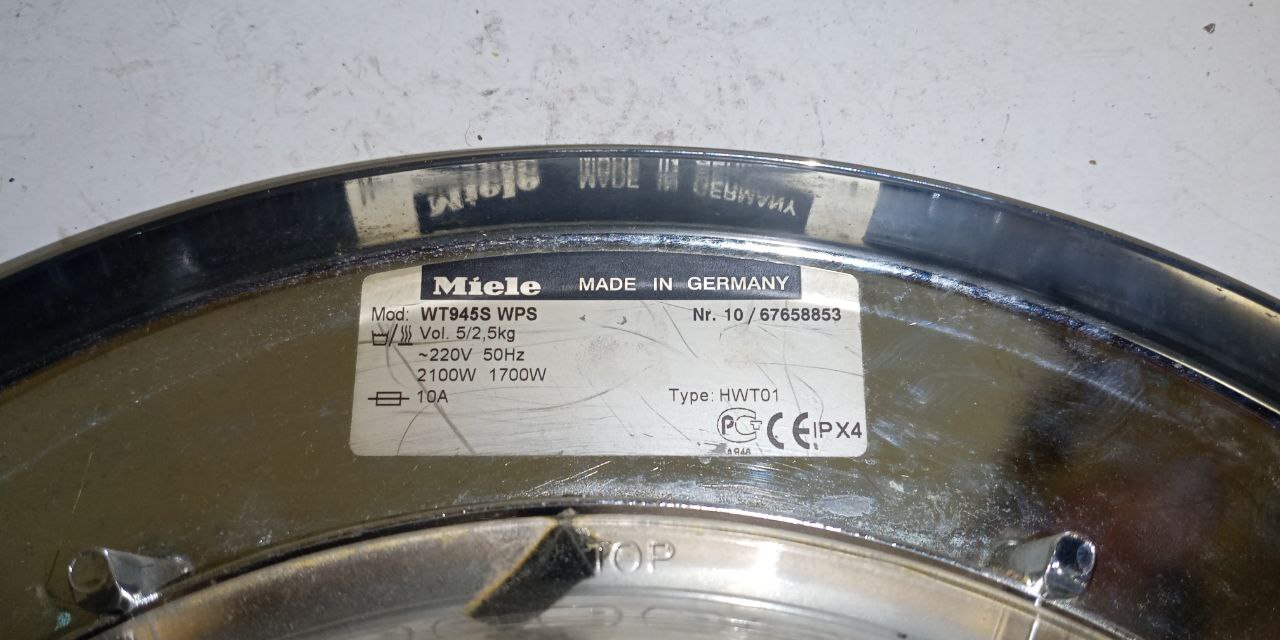 Miele MADE IN GERMANY
Mod: WT945S WPS Nr. 10 / 67658853
Vol. 5/2,5kg
~220V 50Hz
2100W 1700W
10A Type: HWT01
CE IPX4
TOP